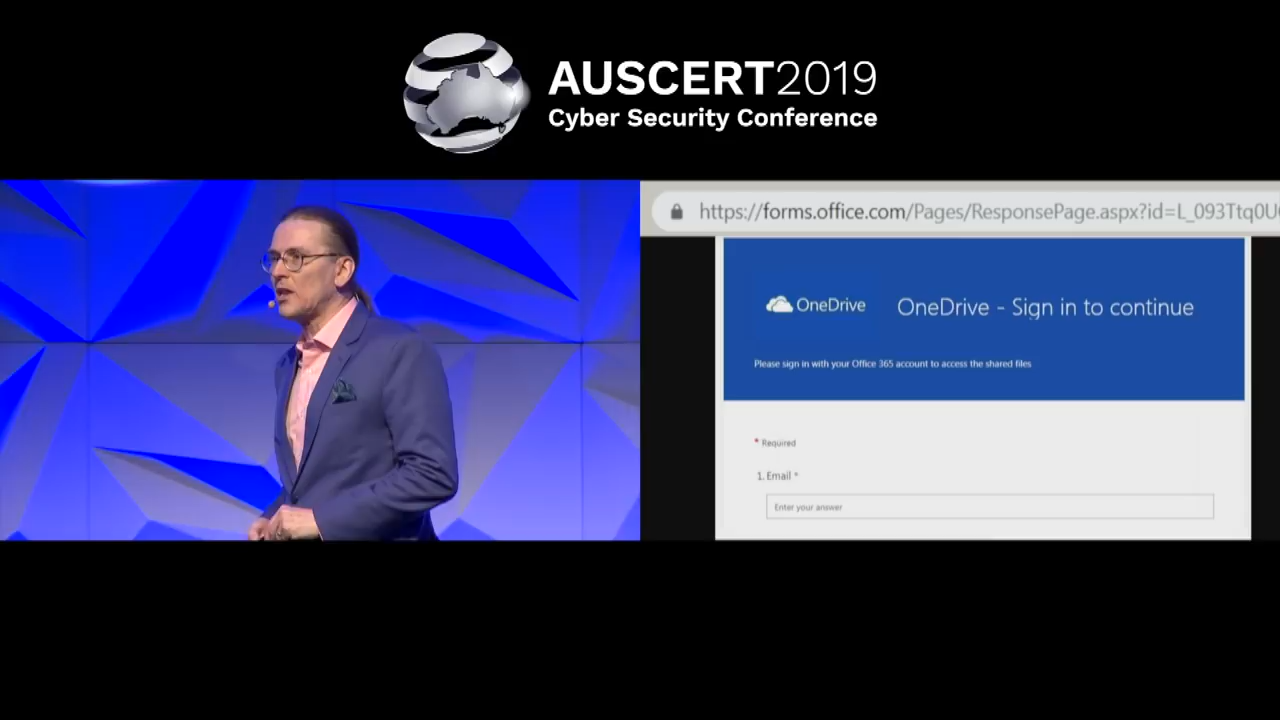 AUSCERT2019
Cyber Security Conference
https://forms.office.com/Pages/ResponsePage.aspx?id=L_093Ttq0U
OneDrive
OneDrive - Sign in to continue
Please sign in with your Office 365 account to access the shared files
* Required
1. Email *
Enter your answer